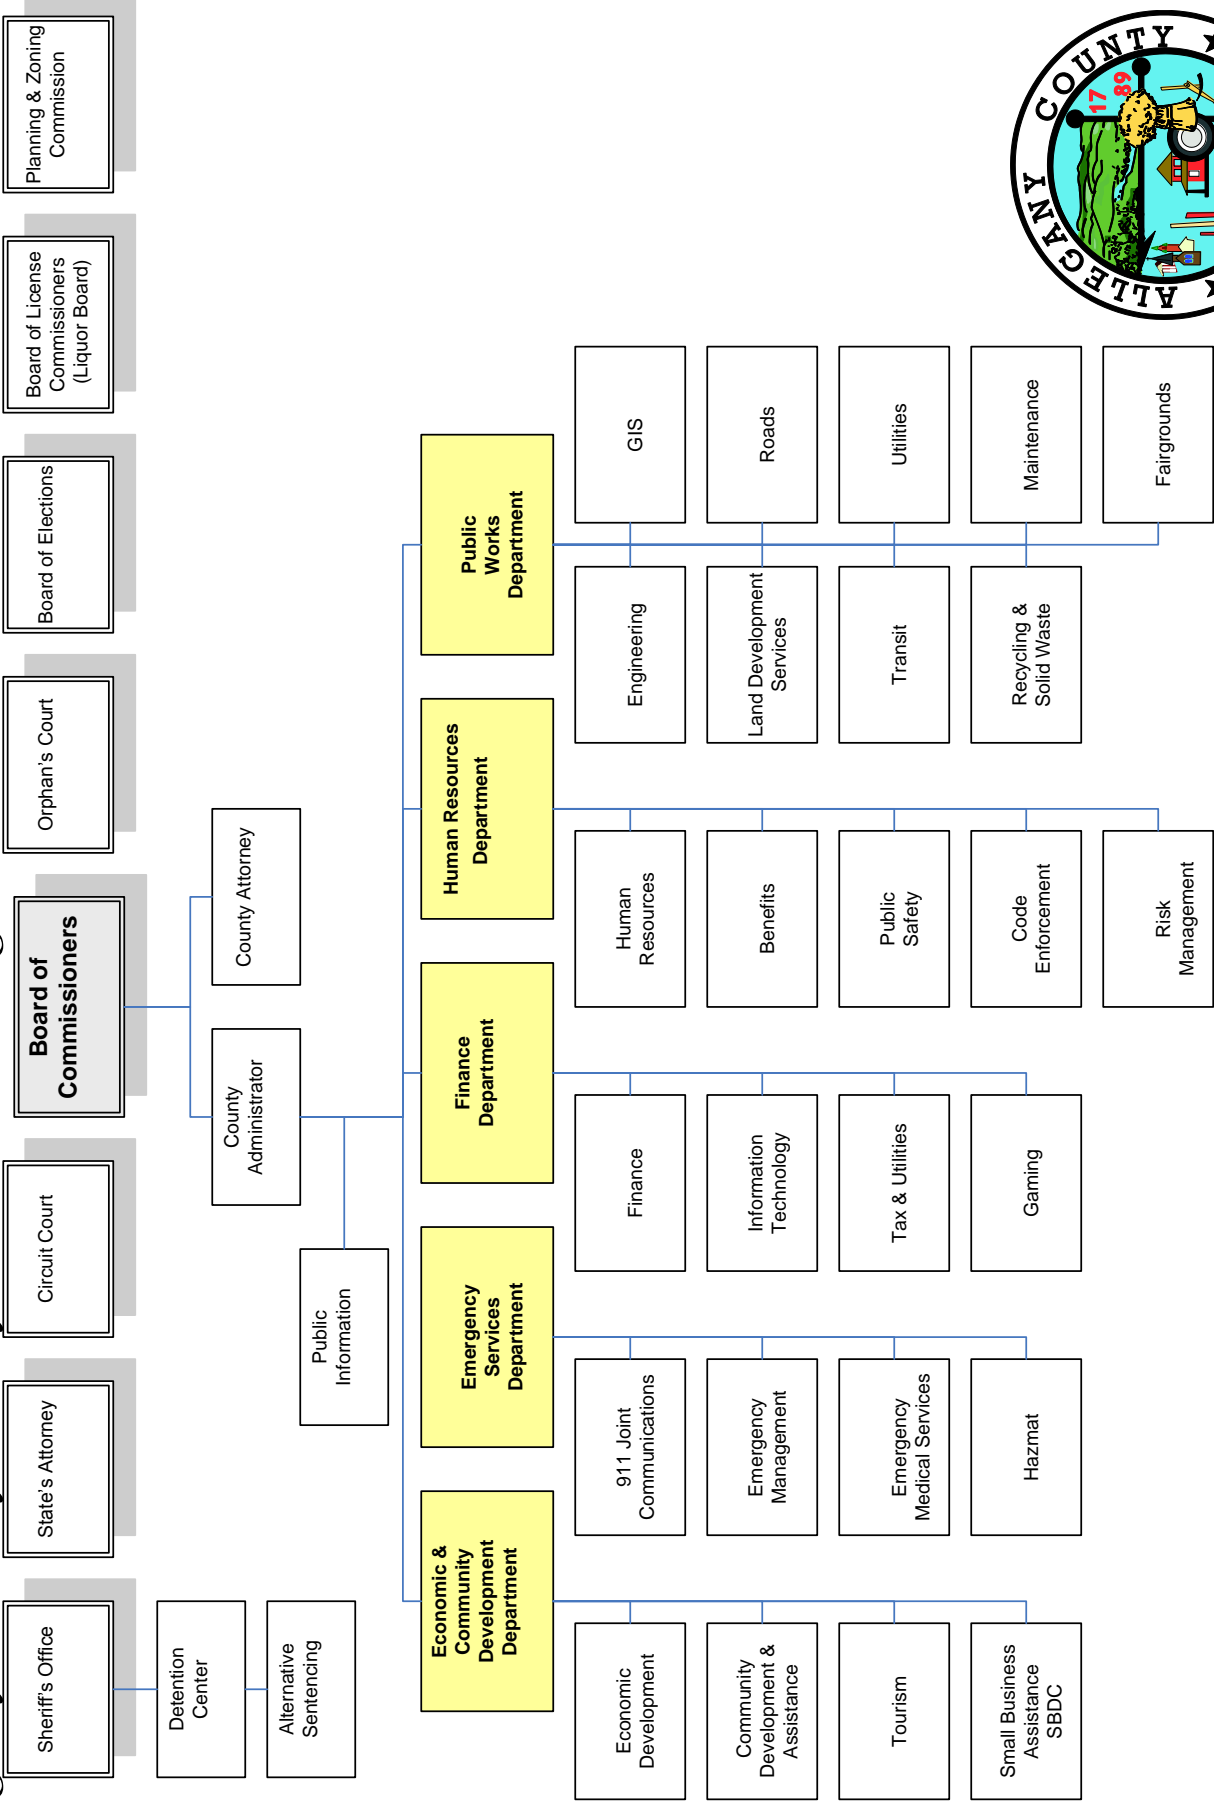 Sheriff's Office
State's Attorney
Circuit Court
Board of
Commissioners
Orphan's Court
Board of Elections
Board of License
Commissioners
(Liquor Board)
Planning & Zoning
Commission
Detention
Center
Alternative
Sentencing
County
Administrator
County Attorney
Public
Information
Economic &
Community
Development
Department
Emergency
Services
Department
Finance
Department
Human Resources
Department
Public
Works
Department
Economic
Development
Community
Development &
Assistance
Tourism
Small Business
Assistance
SBDC
911 Joint
Communications
Emergency
Management
Emergency
Medical Services
Hazmat
Finance
Information
Technology
Tax & Utilities
Gaming
Human
Resources
Benefits
Public
Safety
Code
Enforcement
Risk
Management
Engineering
Land Development
Services
Transit
Recycling &
Solid Waste
GIS
Roads
Utilities
Maintenance
Fairgrounds
ALLEGANY COUNTY
17
89